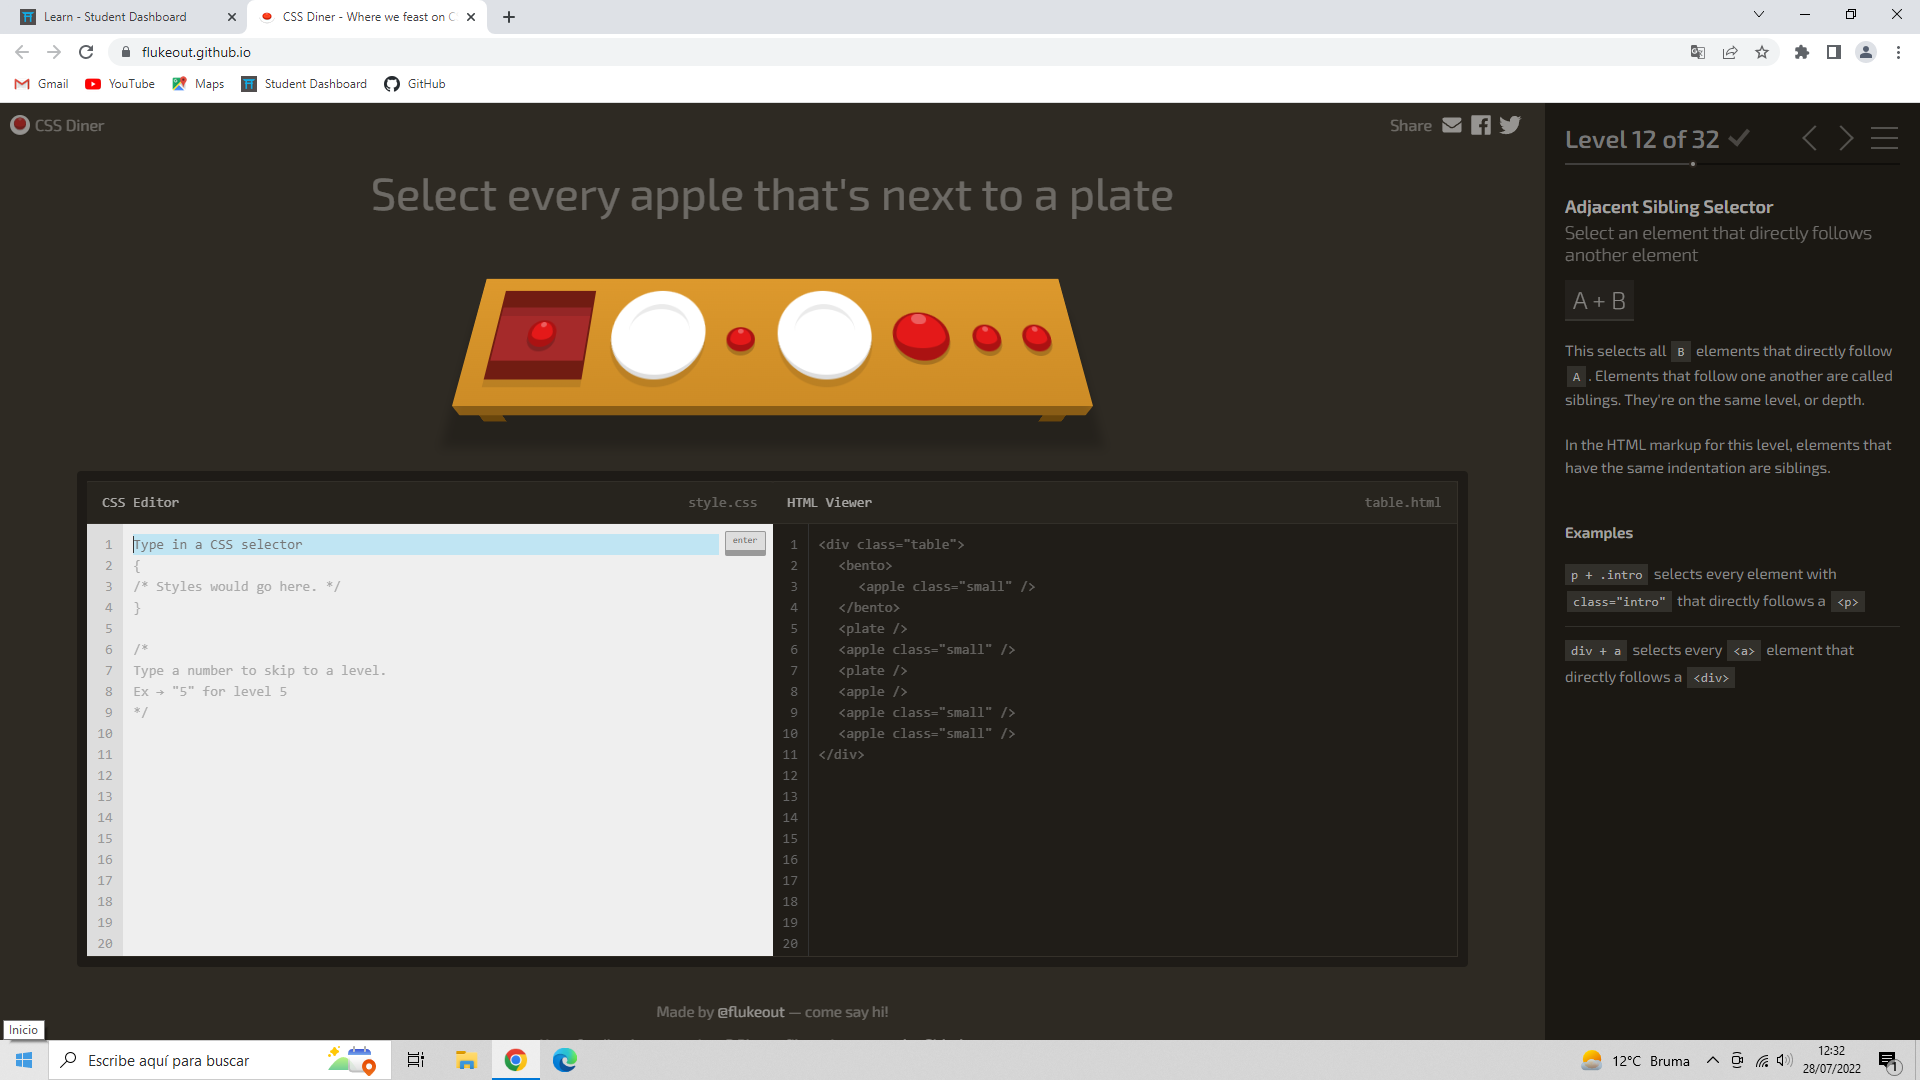 Learn - Student Dashboard
CSS Diner - Where we feast on C
flukeout.github.io
Gmail
YouTube
Maps
Student Dashboard
GitHub
CSS Diner
Share
Level 12 of 32
Select every apple that's next to a plate
Adjacent Sibling Selector
Select an element that directly follows
another element
A + B
This selects all B elements that directly follow
A . Elements that follow one another are called
siblings. They're on the same level, or depth.
In the HTML markup for this level, elements that
have the same indentation are siblings.
Examples
p + .intro selects every element with
class="intro" that directly follows a <p>
div + a selects every <a> element that
directly follows a <div>
CSS Editor
style.css
1 Type in a CSS selector
enter
2 {
3 /* Styles would go here. */
4 }
5
6 /*
7 Type a number to skip to a level.
8 Ex → "5" for level 5
9 */
10
11
12
13
14
15
16
17
18
19
20
HTML Viewer
table.html
1 <div class="table">
2 <bento>
3 <apple class="small" />
4 </bento>
5 <plate />
6 <apple class="small" />
7 <plate />
8 <apple />
9 <apple class="small" />
10 <apple class="small" />
11 </div>
12
13
14
15
16
17
18
19
20
Made by @flukeout — come say hi!
Inicio
Escribe aquí para buscar
12°C Bruma
12:32
28/07/2022
1